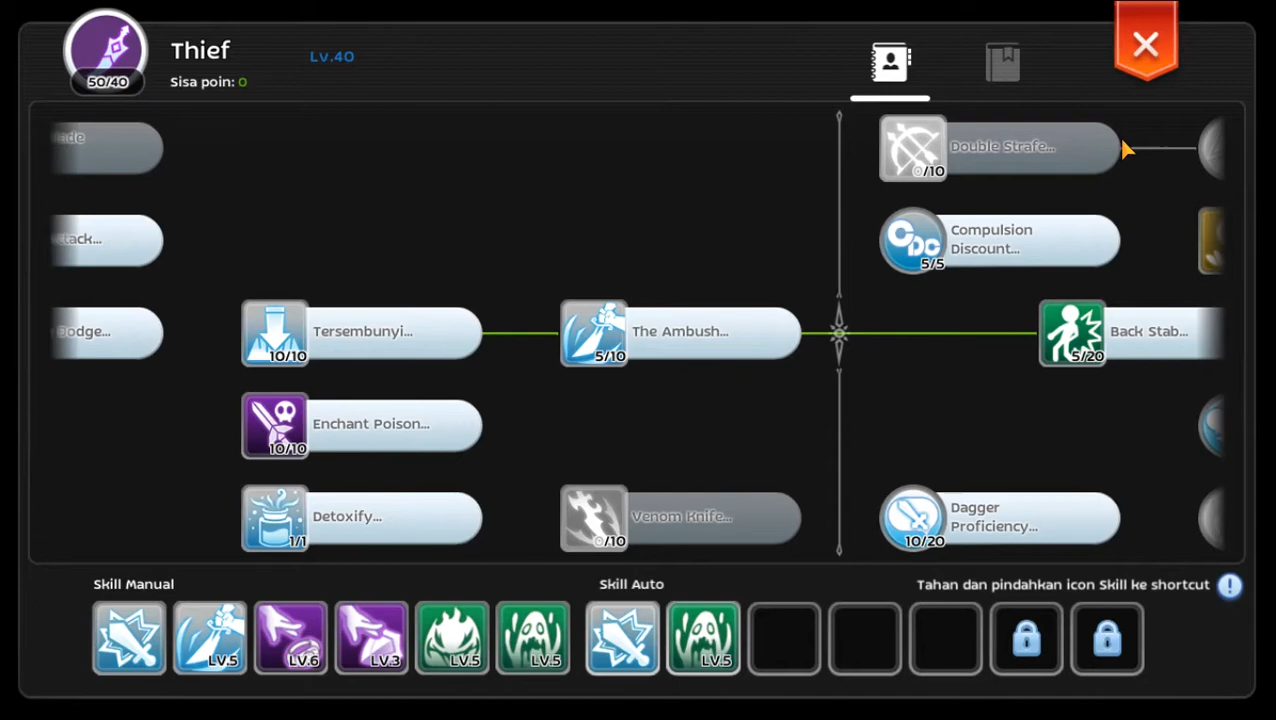 Thief
Lv.40
50/40
Sisa poin: 0
ade
Double Strafe...
0/10
ttack...
Compulsion
Discount...
5/5
Dodge...
Tersembunyi...
10/10
The Ambush...
5/10
Back Stab...
5/20
Enchant Poison...
10/10
Detoxify...
1/1
Venom Knife...
0/10
Dagger
Proficiency...
10/20
Skill Manual
Skill Auto
Tahan dan pindahkan icon Skill ke shortcut
LV.5
LV.6
LV.3
LV.5
LV.5
LV.5